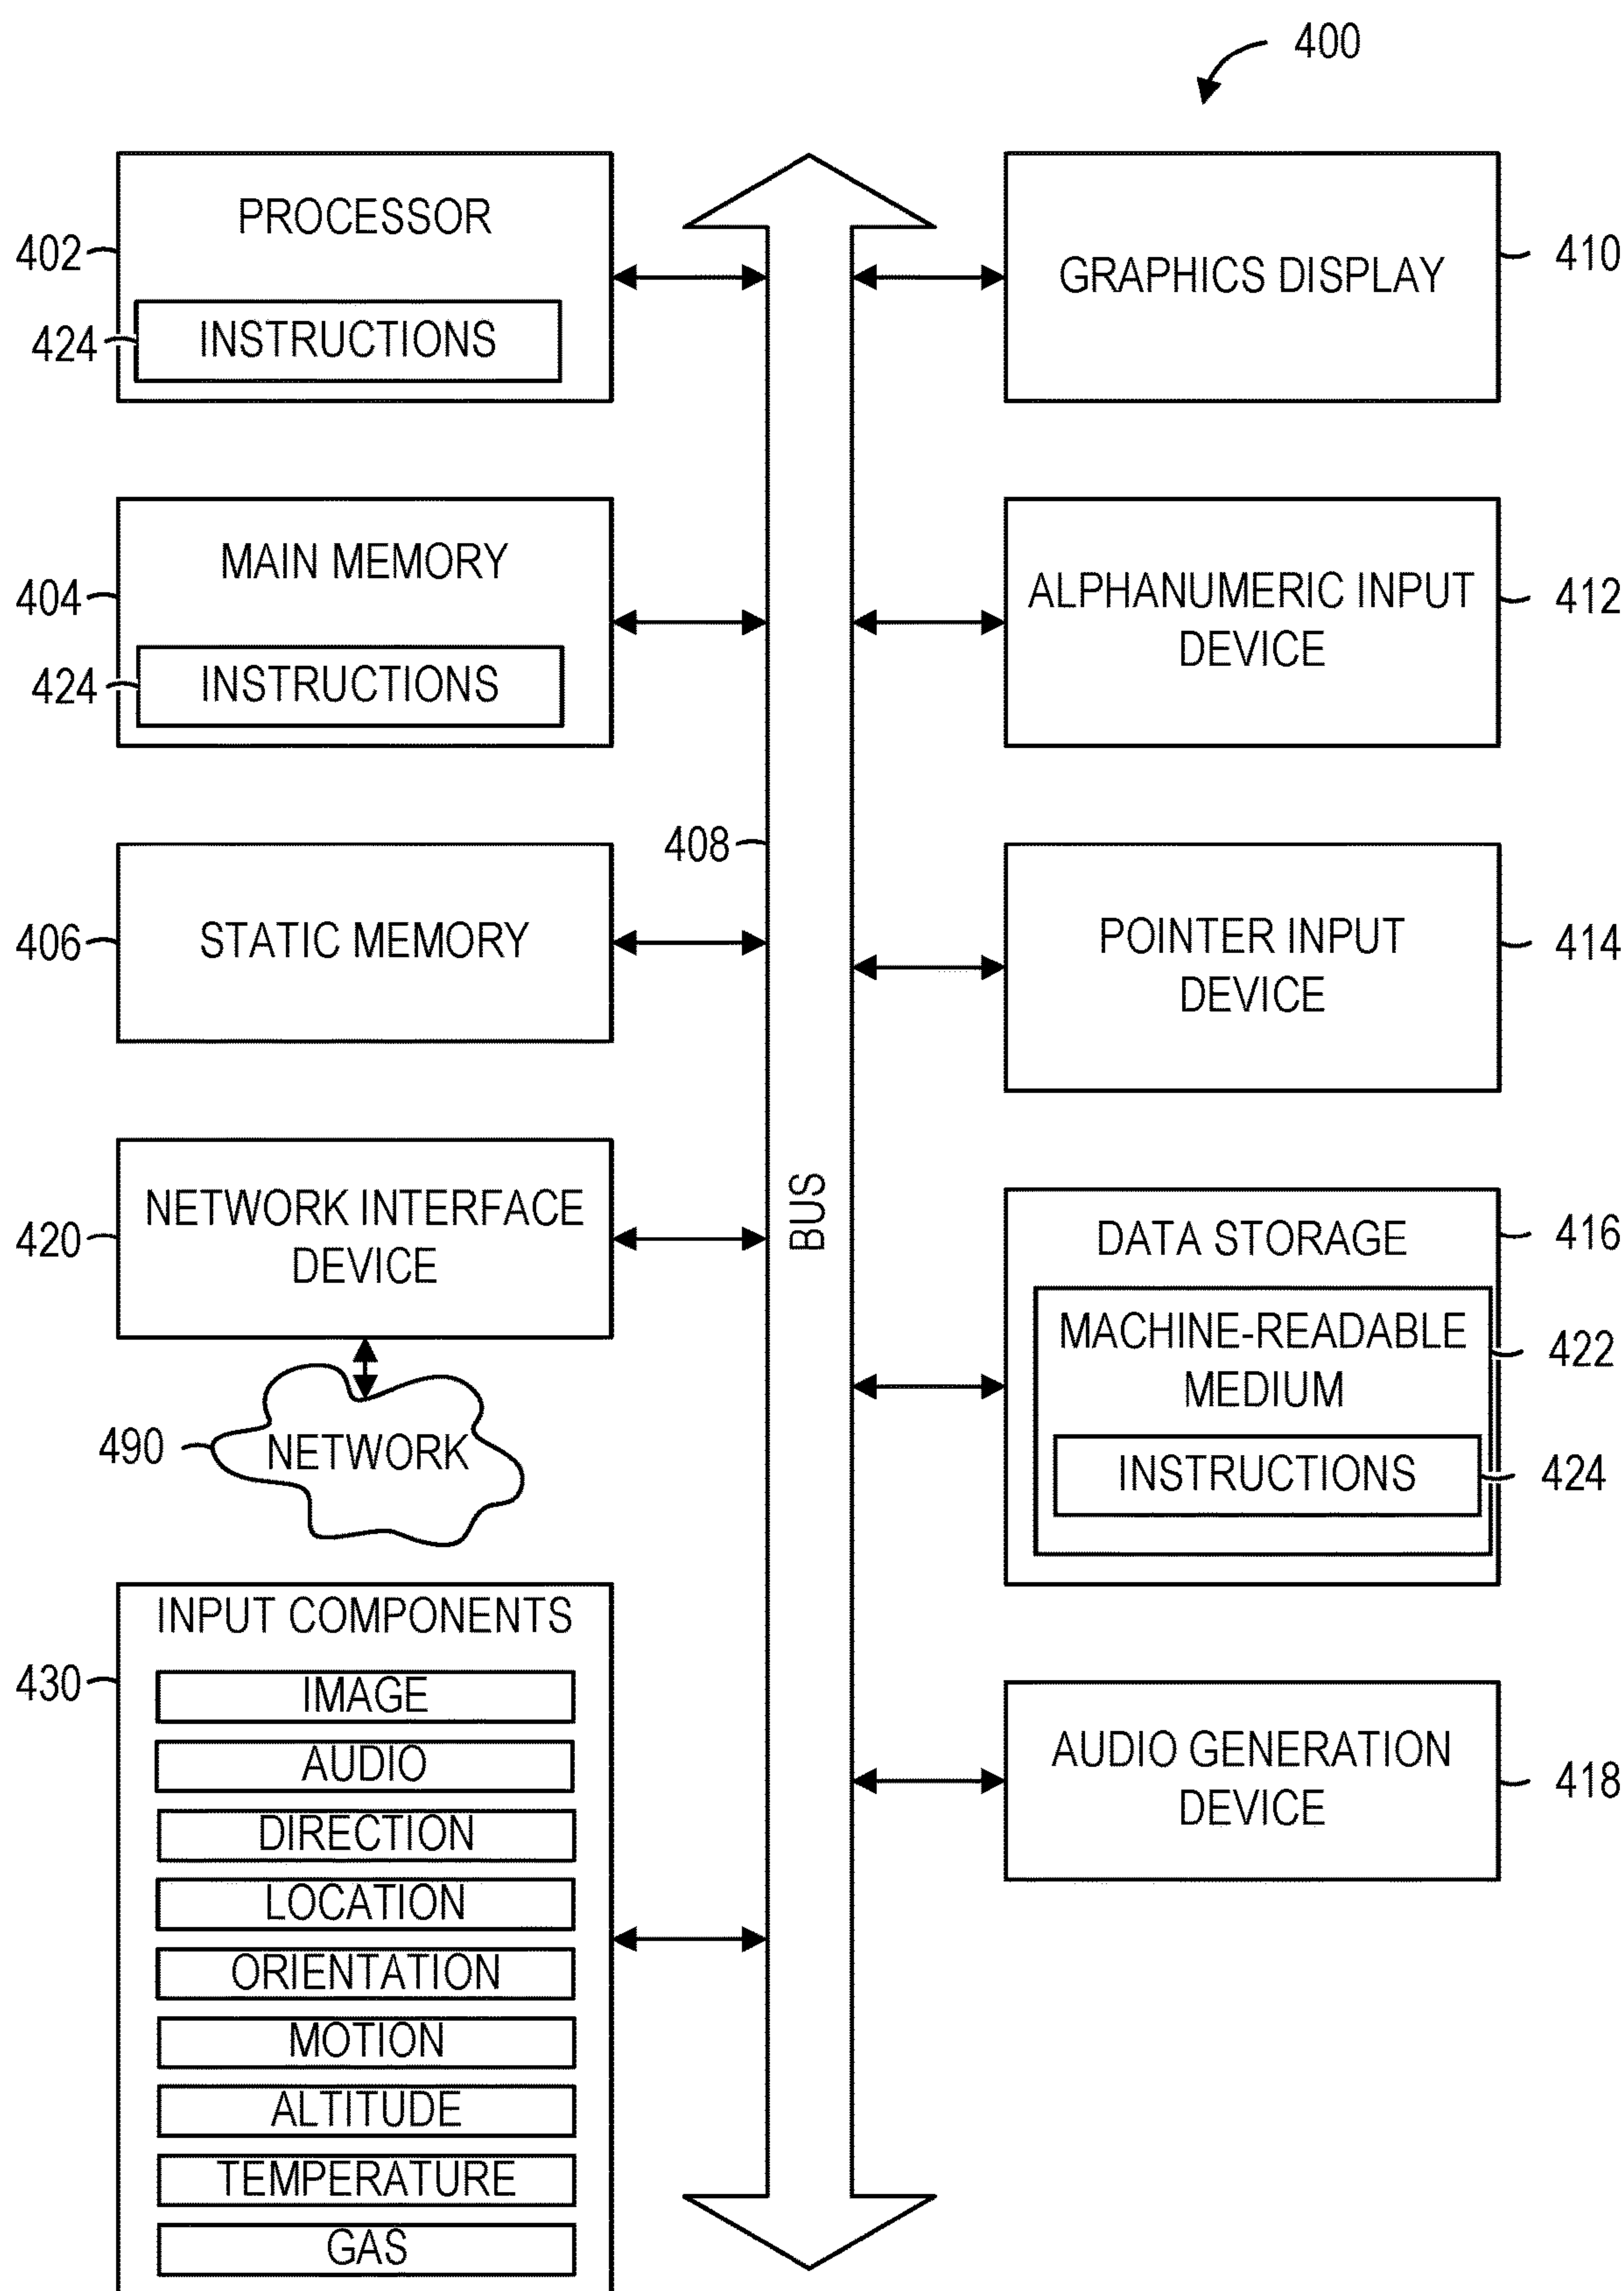 400
PROCESSOR
402
INSTRUCTIONS
424
MAIN MEMORY
404
INSTRUCTIONS
424
STATIC MEMORY
406
NETWORK INTERFACE
DEVICE
420
NETWORK
490
INPUT COMPONENTS
430
IMAGE
AUDIO
DIRECTION
LOCATION
ORIENTATION
MOTION
ALTITUDE
TEMPERATURE
GAS
408
BUS
GRAPHICS DISPLAY
410
ALPHANUMERIC INPUT
DEVICE
412
POINTER INPUT
DEVICE
414
DATA STORAGE
416
MACHINE-READABLE
MEDIUM
422
INSTRUCTIONS
424
AUDIO GENERATION
DEVICE
418